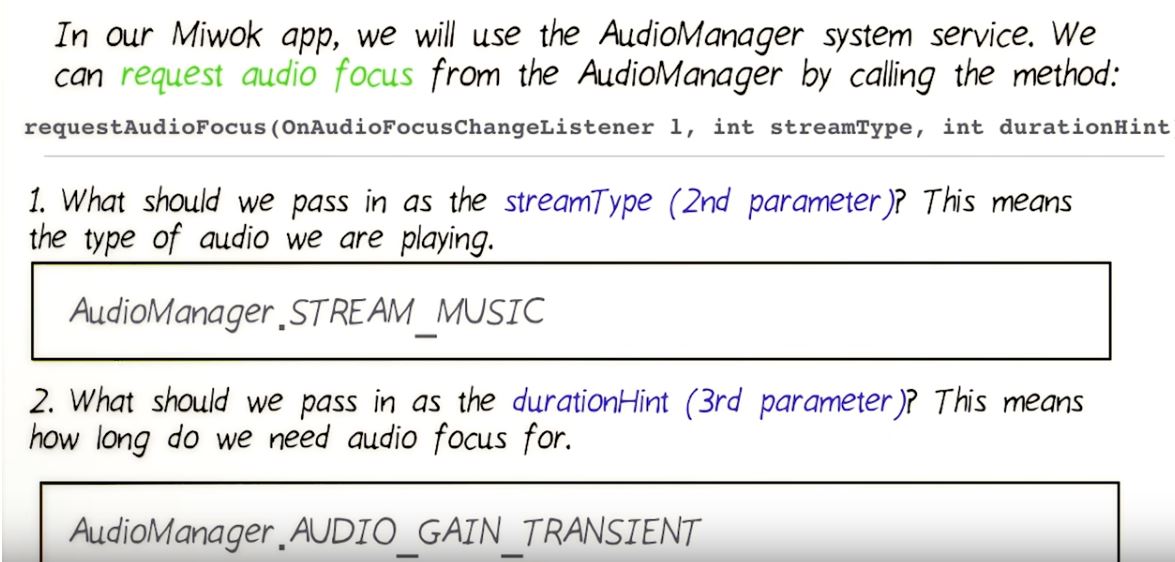 In our Miwok app, we will use the AudioManager system service. We
can request audio focus from the AudioManager by calling the method:
requestAudioFocus(OnAudioFocusChangeListener l, int streamType, int durationHint
1. What should we pass in as the streamType (2nd parameter)? This means
the type of audio we are playing.
AudioManager.STREAM_MUSIC
2. What should we pass in as the durationHint (3rd parameter)? This means
how long do we need audio focus for.
AudioManager.AUDIO_GAIN_TRANSIENT